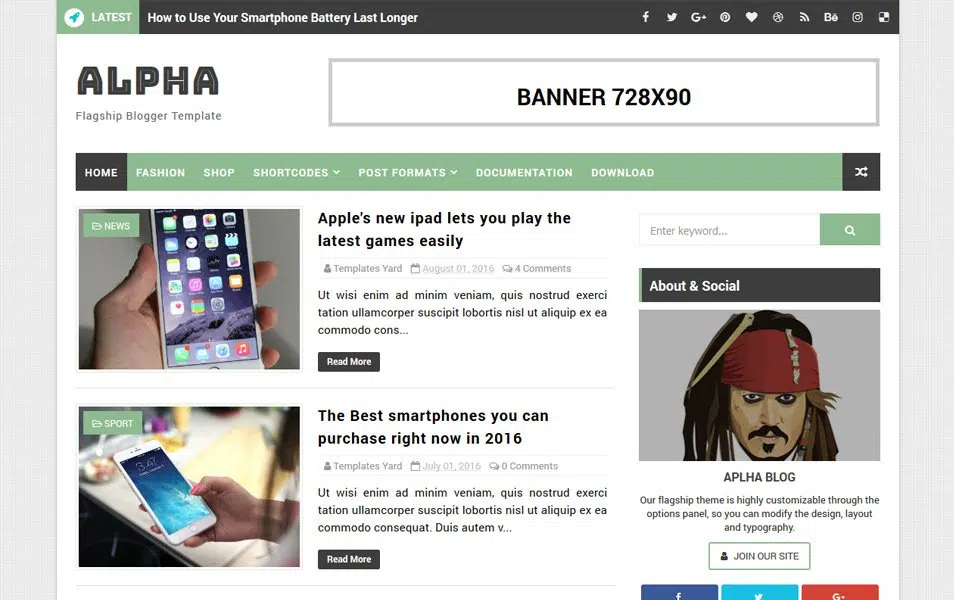 LATEST How to Use Your Smartphone Battery Last Longer
ALPHA
Flagship Blogger Template
BANNER 728X90
HOME FASHION SHOP SHORTCODES POST FORMATS DOCUMENTATION DOWNLOAD
NEWS
Apple's new ipad lets you play the
latest games easily
Templates Yard August 01, 2016 4 Comments
Ut wisi enim ad minim veniam, quis nostrud exerci
tation ullamcorper suscipit lobortis nisl ut aliquip ex ea
commodo cons...
Read More
SPORT
3:47
The Best smartphones you can
purchase right now in 2016
Templates Yard July 01, 2016 0 Comments
Ut wisi enim ad minim veniam, quis nostrud exerci
tation ullamcorper suscipit lobortis nisl ut aliquip ex ea
commodo consequat. Duis autem v...
Read More
Enter keyword...
About & Social
APLHA BLOG
Our flagship theme is highly customizable through the
options panel, so you can modify the design, layout
and typography.
JOIN OUR SITE